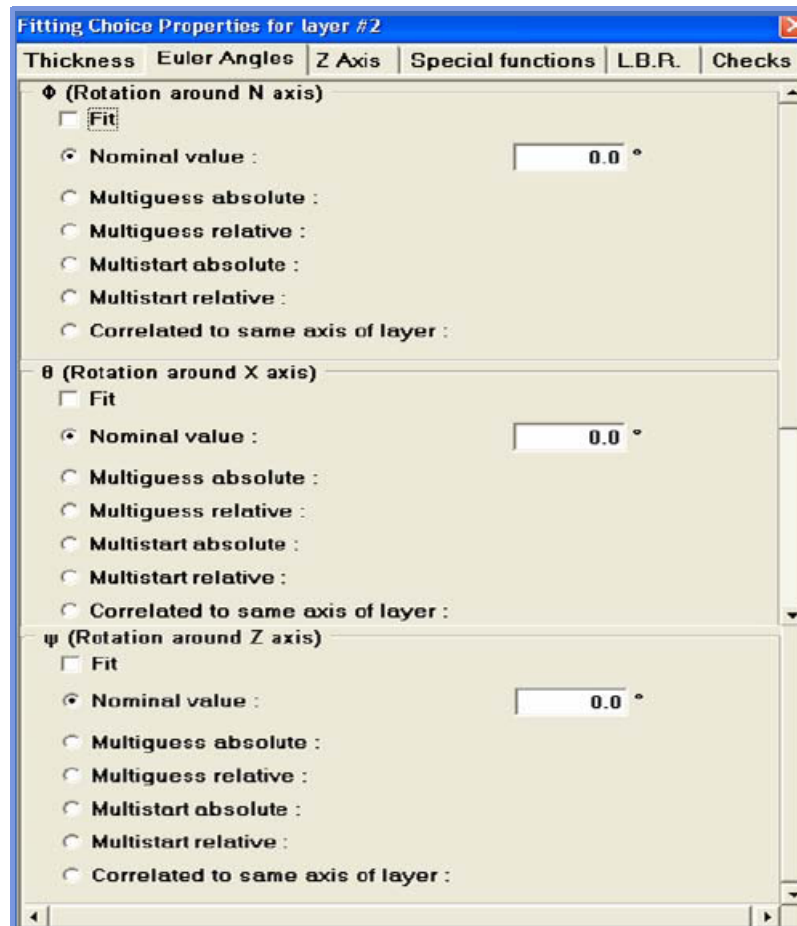 Fitting Choice Properties for layer #2
Thickness Euler Angles Z Axis Special functions L.B.R. Checks
Φ (Rotation around N axis)
Fit
Nominal value : 0.0 °
Multiguess absolute :
Multiguess relative :
Multistart absolute :
Multistart relative :
Correlated to same axis of layer :
θ (Rotation around X axis)
Fit
Nominal value : 0.0 °
Multiguess absolute :
Multiguess relative :
Multistart absolute :
Multistart relative :
Correlated to same axis of layer :
ψ (Rotation around Z axis)
Fit
Nominal value : 0.0 °
Multiguess absolute :
Multiguess relative :
Multistart absolute :
Multistart relative :
Correlated to same axis of layer :